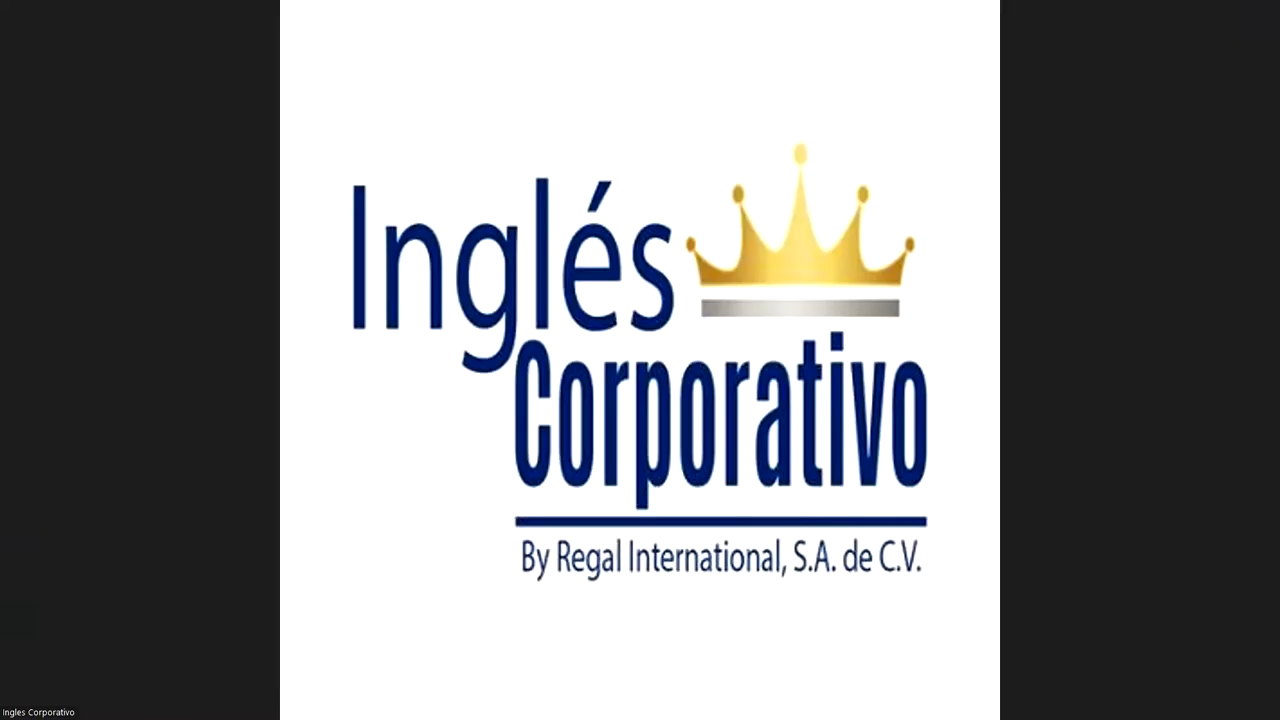 Inglés
Corporativo
By Regal International, S.A. de C.V.
Ingles Corporativo